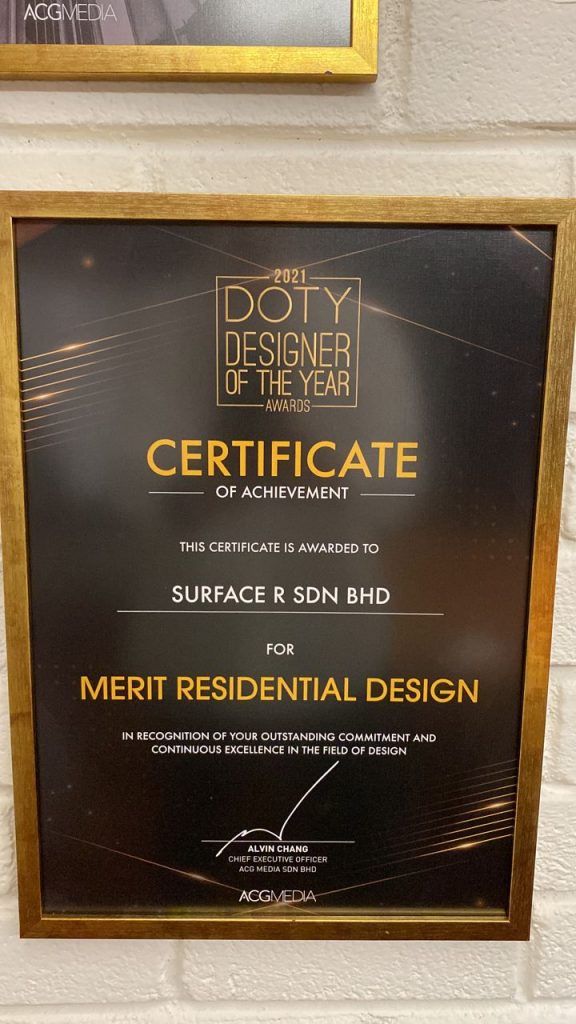 ACGMEDIA
2021
DOTY
DESIGNER
OF THE YEAR
AWARDS
CERTIFICATE
OF ACHIEVEMENT
THIS CERTIFICATE IS AWARDED TO
SURFACE R SDN BHD
FOR
MERIT RESIDENTIAL DESIGN
IN RECOGNITION OF YOUR OUTSTANDING COMMITMENT AND
CONTINUOUS EXCELLENCE IN THE FIELD OF DESIGN
ALVIN CHANG
CHIEF EXECUTIVE OFFICER
ACG MEDIA SDN BHD
ACGMEDIA